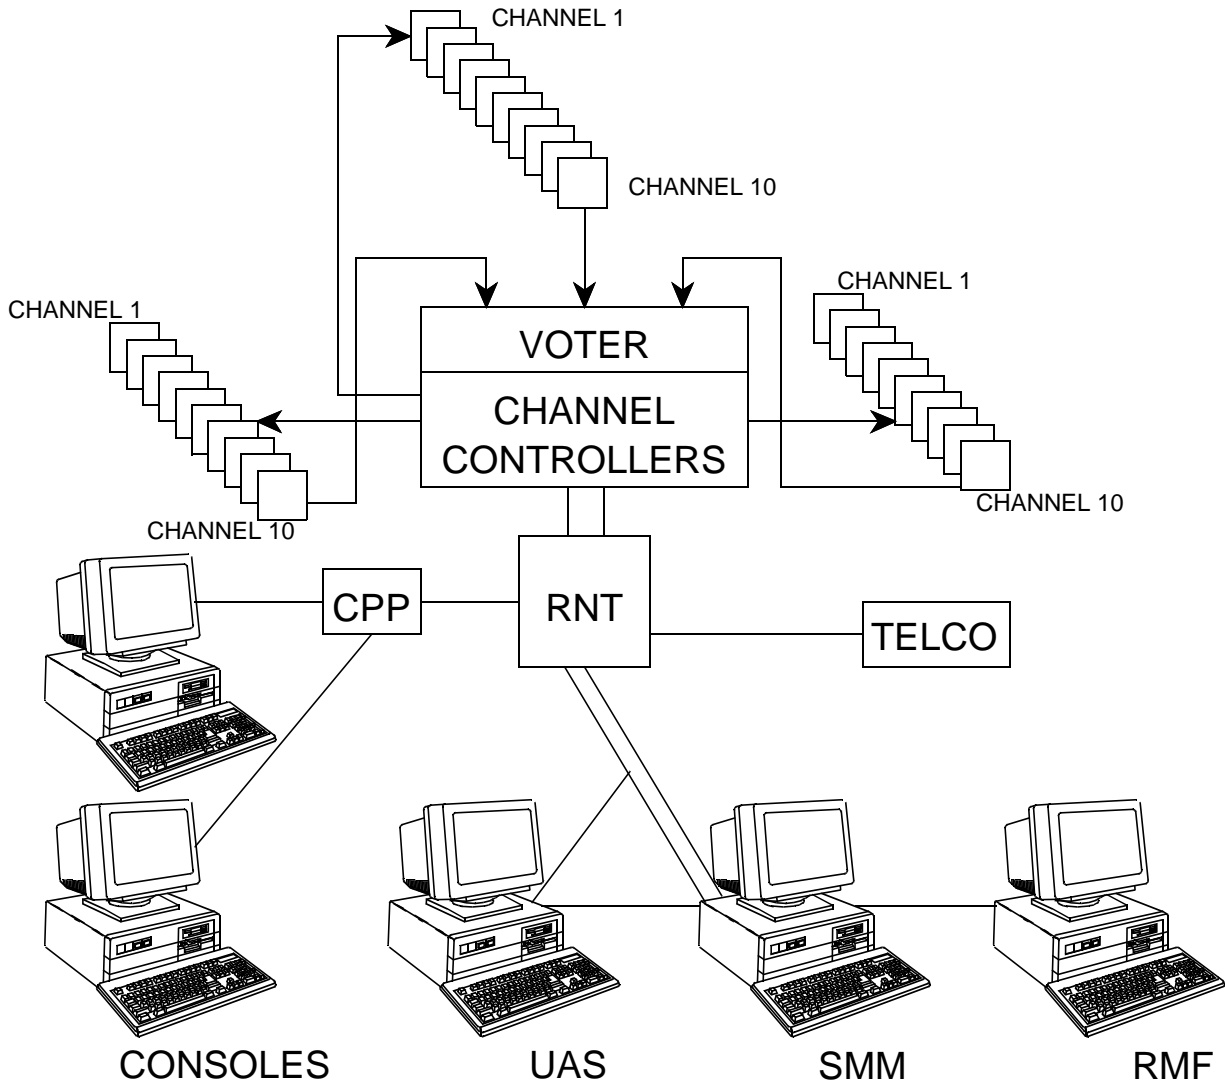 CHANNEL 1
CHANNEL 10
CHANNEL 1
CHANNEL 1
VOTER
CHANNEL
CONTROLLERS
CHANNEL 10
CHANNEL 10
CPP
RNT
TELCO
CONSOLES
UAS
SMM
RMF